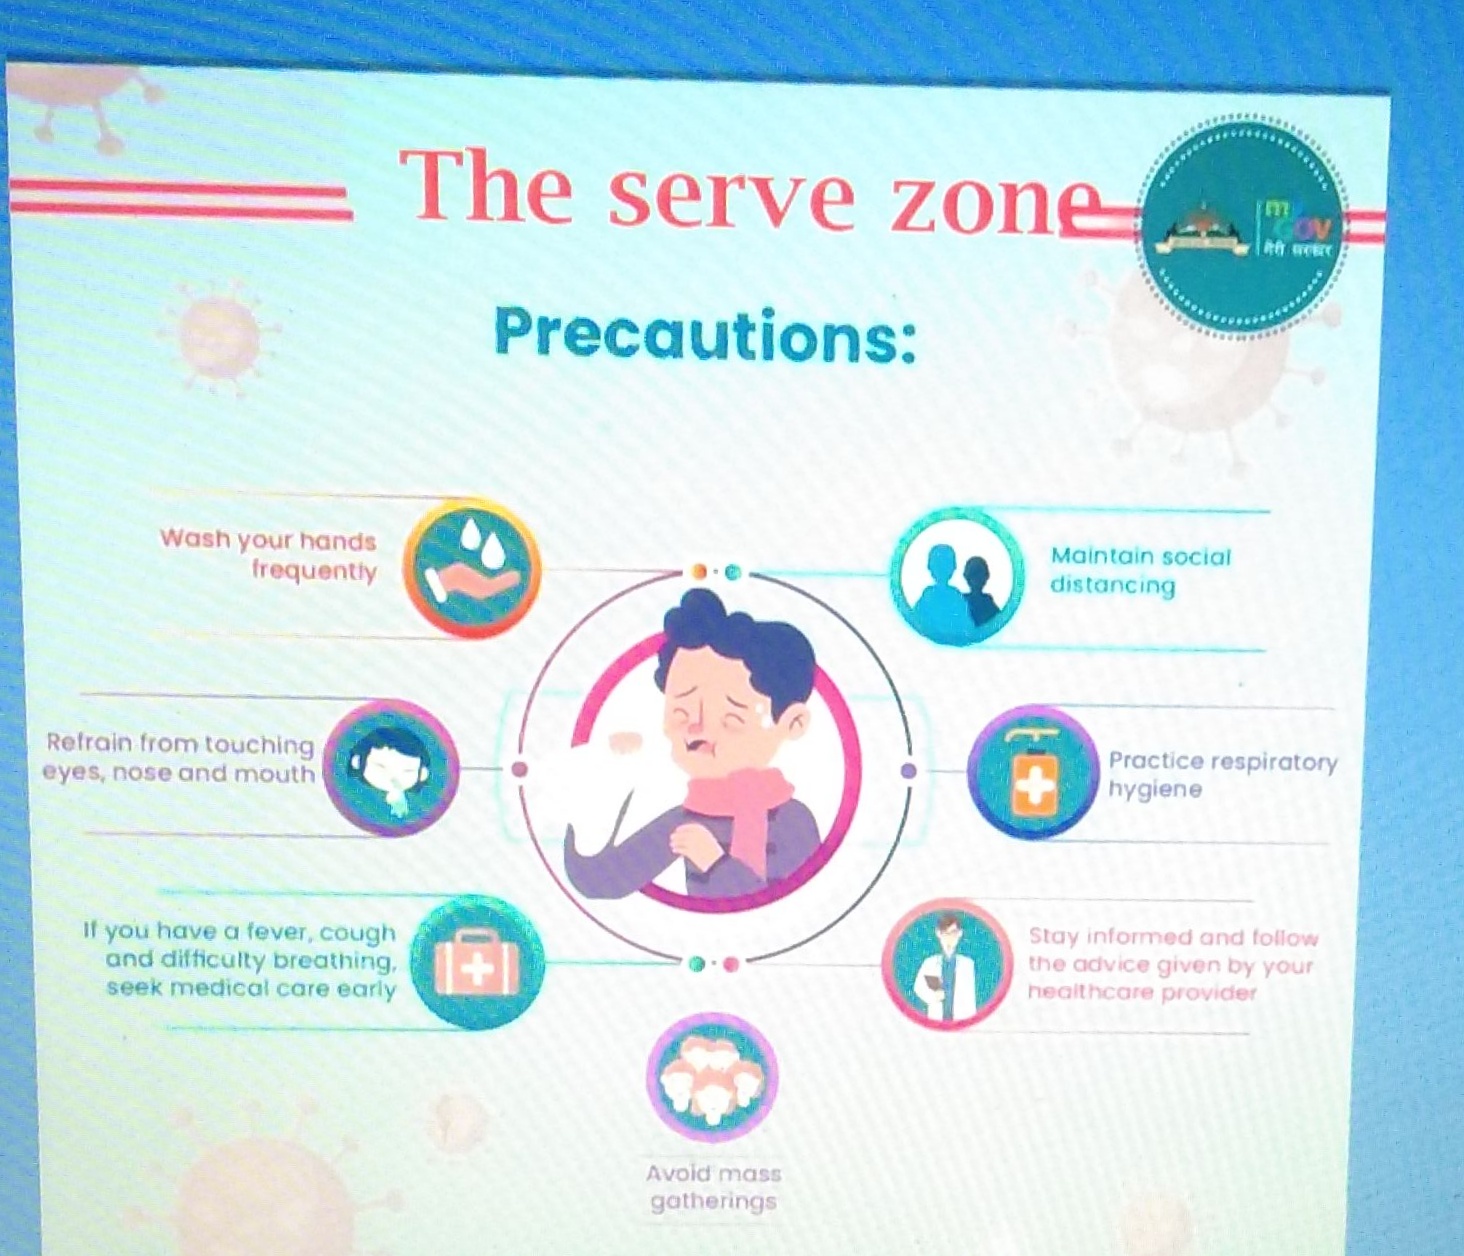 The serve zone
my
GOV
मेरी सरकार
Precautions:
Wash your hands
frequently
Maintain social
distancing
Refrain from touching
eyes, nose and mouth
Practice respiratory
hygiene
If you have a fever, cough
and difficulty breathing,
seek medical care early
Stay informed and follow
the advice given by your
healthcare provider
Avoid mass
gatherings